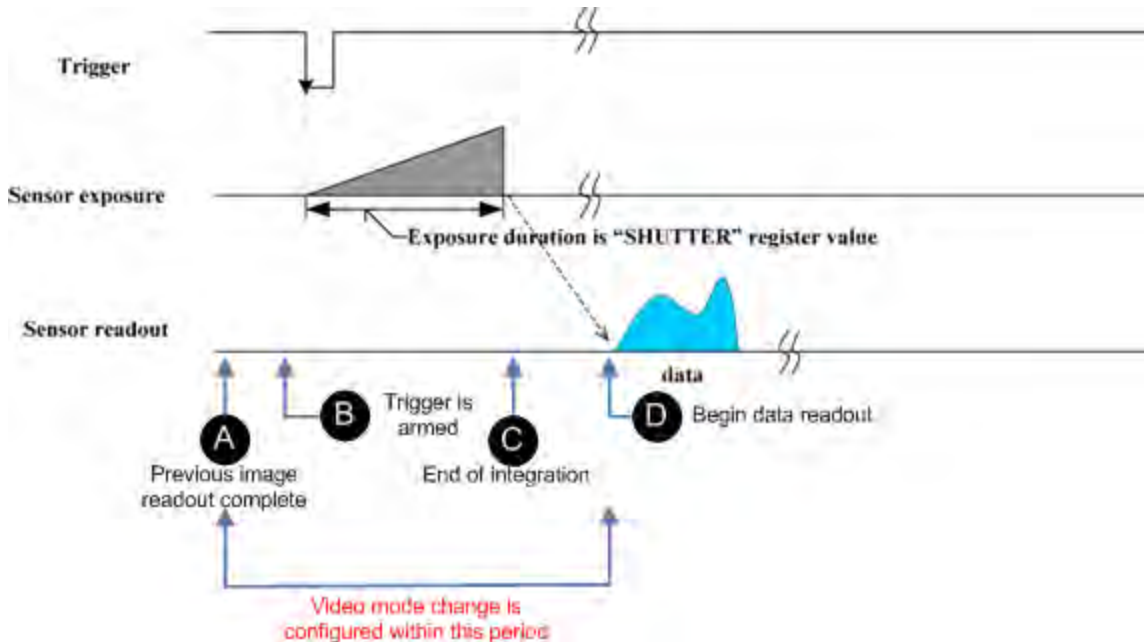 Trigger
Sensor exposure
Exposure duration is “SHUTTER” register value
Sensor readout
data
A
Previous image
readout complete
B
Trigger is
armed
C
End of integration
D
Begin data readout
Video mode change is
configured within this period